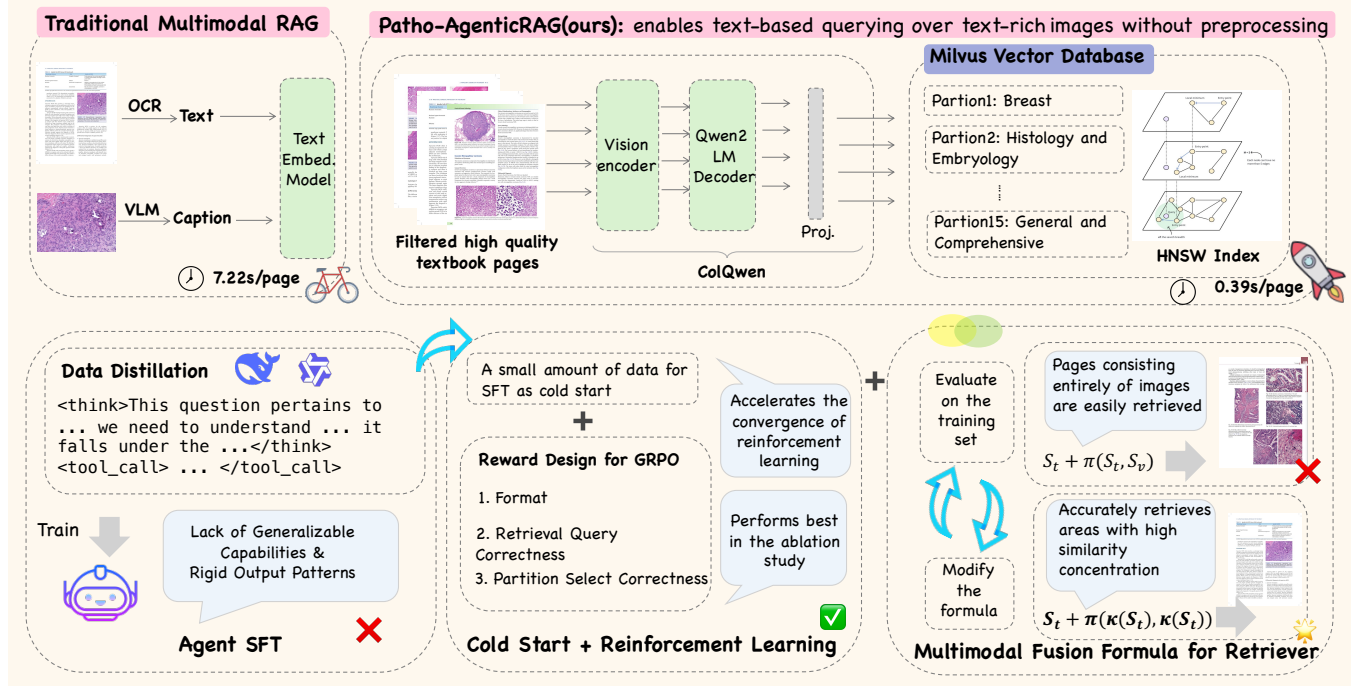 Traditional Multimodal RAG
OCR
Text
VLM
Caption
Text
Embed.
Model
7.22s/page
Patho-AgenticRAG(ours): enables text-based querying over text-rich images without preprocessing
Filtered high quality
textbook pages
Vision
encoder
Qwen2
LM
Decoder
Proj.
ColQwen
Milvus Vector Database
Partion1: Breast
Partion2: Histology and
Embryology
Partion15: General and
Comprehensive
HNSW Index
0.39s/page
Data Distillation
<think>This question pertains to
... we need to understand ... it
falls under the ...</think>
<tool_call> ... </tool_call>
Train
Lack of Generalizable
Capabilities &
Rigid Output Patterns
Agent SFT
A small amount of data for
SFT as cold start
+
Reward Design for GRPO
1. Format
2. Retrieval Query
Correctness
3. Partition Select Correctness
Accelerates the
convergence of
reinforcement
learning
Performs best
in the ablation
study
Cold Start + Reinforcement Learning
+
Evaluate
on the
training
set
Modify
the
formula
Pages consisting
entirely of images
are easily retrieved
S_t + π(S_t, S_v)
Accurately retrieves
areas with high
similarity
concentration
S_t + π(κ(S_t), κ(S_t))
Multimodal Fusion Formula for Retriever